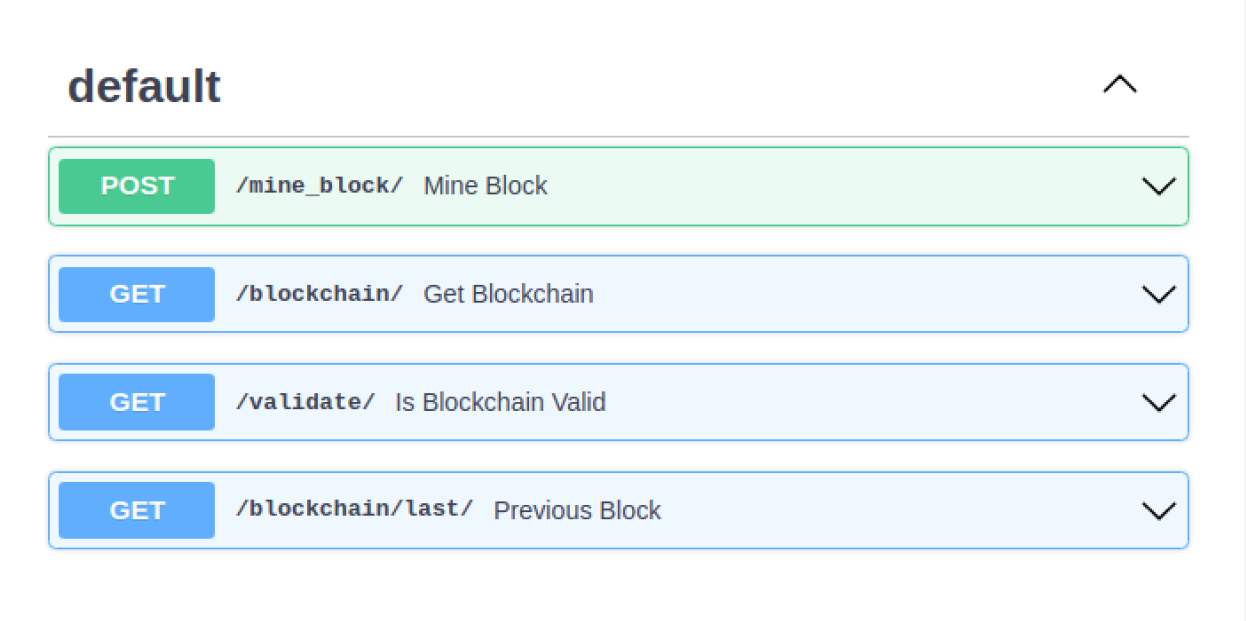 default
POST /mine_block/ Mine Block
GET /blockchain/ Get Blockchain
GET /validate/ Is Blockchain Valid
GET /blockchain/last/ Previous Block